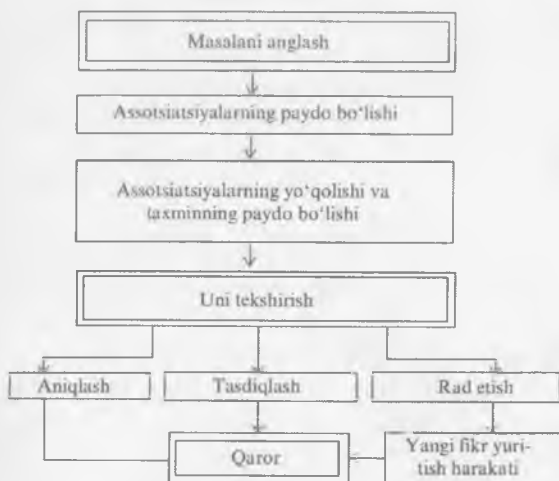 Masalani anglash
Assotsiatsiyalarning paydo bo‘lishi
Assotsiatsiyalarning yo‘qolishi va
taxminning paydo bo‘lishi
Uni tekshirish
Aniqlash
Tasdiqlash
Rad etish
Qaror
Yangi fikr yuri-
tish harakati